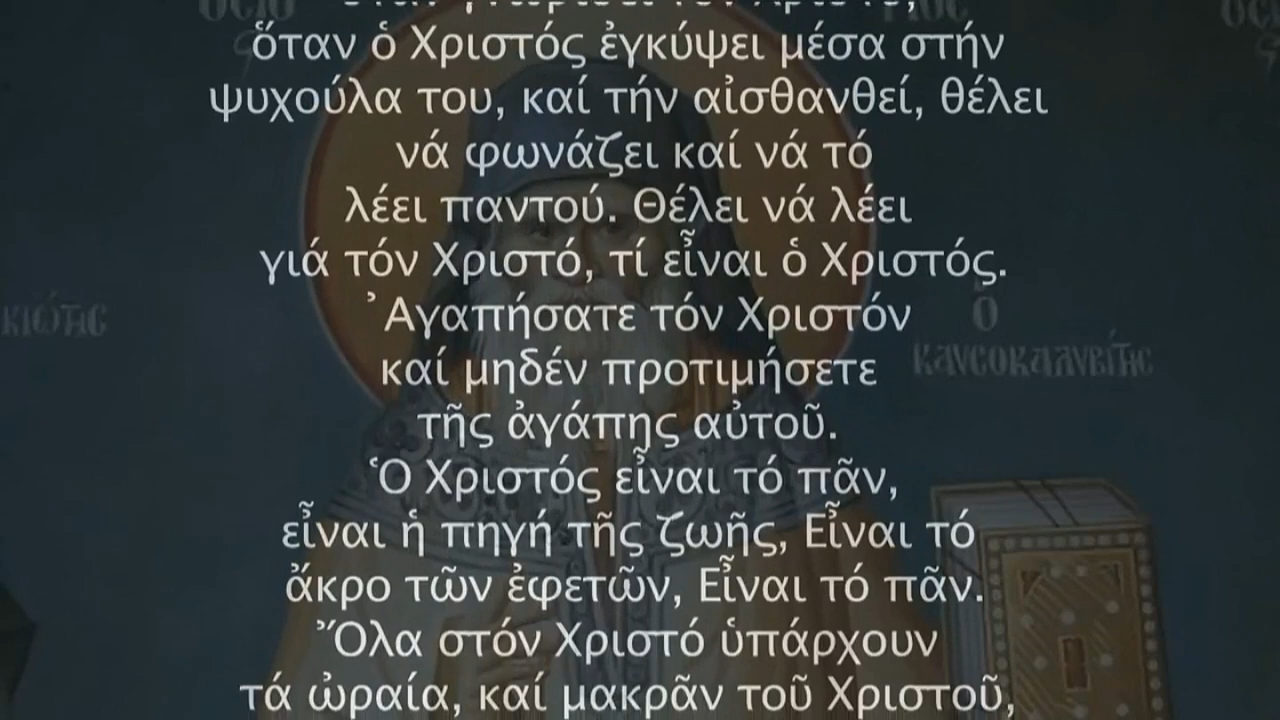 ὅταν ὁ Χριστός ἐγκύψει μέσα στήν
ψυχούλα του, καί τήν αἰσθανθεί, θέλει
νά φωνάζει καί νά τό
λέει παντού. Θέλει νά λέει
γιά τόν Χριστό, τί εἶναι ὁ Χριστός.
Ἀγαπήσατε τόν Χριστόν
καί μηδέν προτιμήσετε
τῆς ἀγάπης αὐτοῦ.
Ὁ Χριστός εἶναι τό πᾶν,
εἶναι ἡ πηγή τῆς ζωῆς, Εἶναι τό
ἄκρο τῶν ἐφετῶν, Εἶναι τό πᾶν.
Ὅλα στόν Χριστό ὑπάρχουν
τά ὡραία, καί μακρᾶν τοῦ Χριστοῦ,
Ὁ
ΚΑΥСΟΚΑΛΥΒΊΤΗС